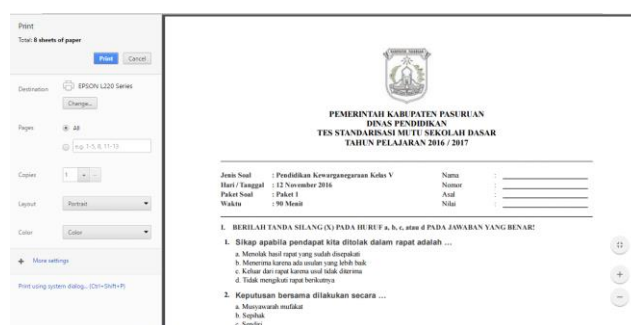 Print
Total: 8 sheets of paper
Print Cancel
Destination EPSON L220 Series
Change...
Pages All
e.g. 1-5, 8, 11-13
Copies 1 + -
Layout Portrait
Color Color
+ More settings
Print using system dialog... (Ctrl+Shift+P)
PEMERINTAH KABUPATEN PASURUAN
DINAS PENDIDIKAN
TES STANDARISASI MUTU SEKOLAH DASAR
TAHUN PELAJARAN 2016 / 2017
Jenis Soal : Pendidikan Kewarganegaraan Kelas V Nama :
Hari / Tanggal : 12 November 2016 Nomor :
Paket Soal : Paket 1 Asal :
Waktu : 90 Menit Nilai :
I. BERILAH TANDA SILANG (X) PADA HURUF a, b, c, atau d PADA JAWABAN YANG BENAR!
1. Sikap apabila pendapat kita ditolak dalam rapat adalah ...
a. Menolak hasil rapat yang sudah disepakati
b. Menerima karena ada usulan yang lebih baik
c. Keluar dari rapat karena usul tidak diterima
d. Tidak mengikuti rapat berikutnya
2. Keputusan bersama dilakukan secara ...
a. Musyawarah mufakat
b. Sepihak
c. Sendiri